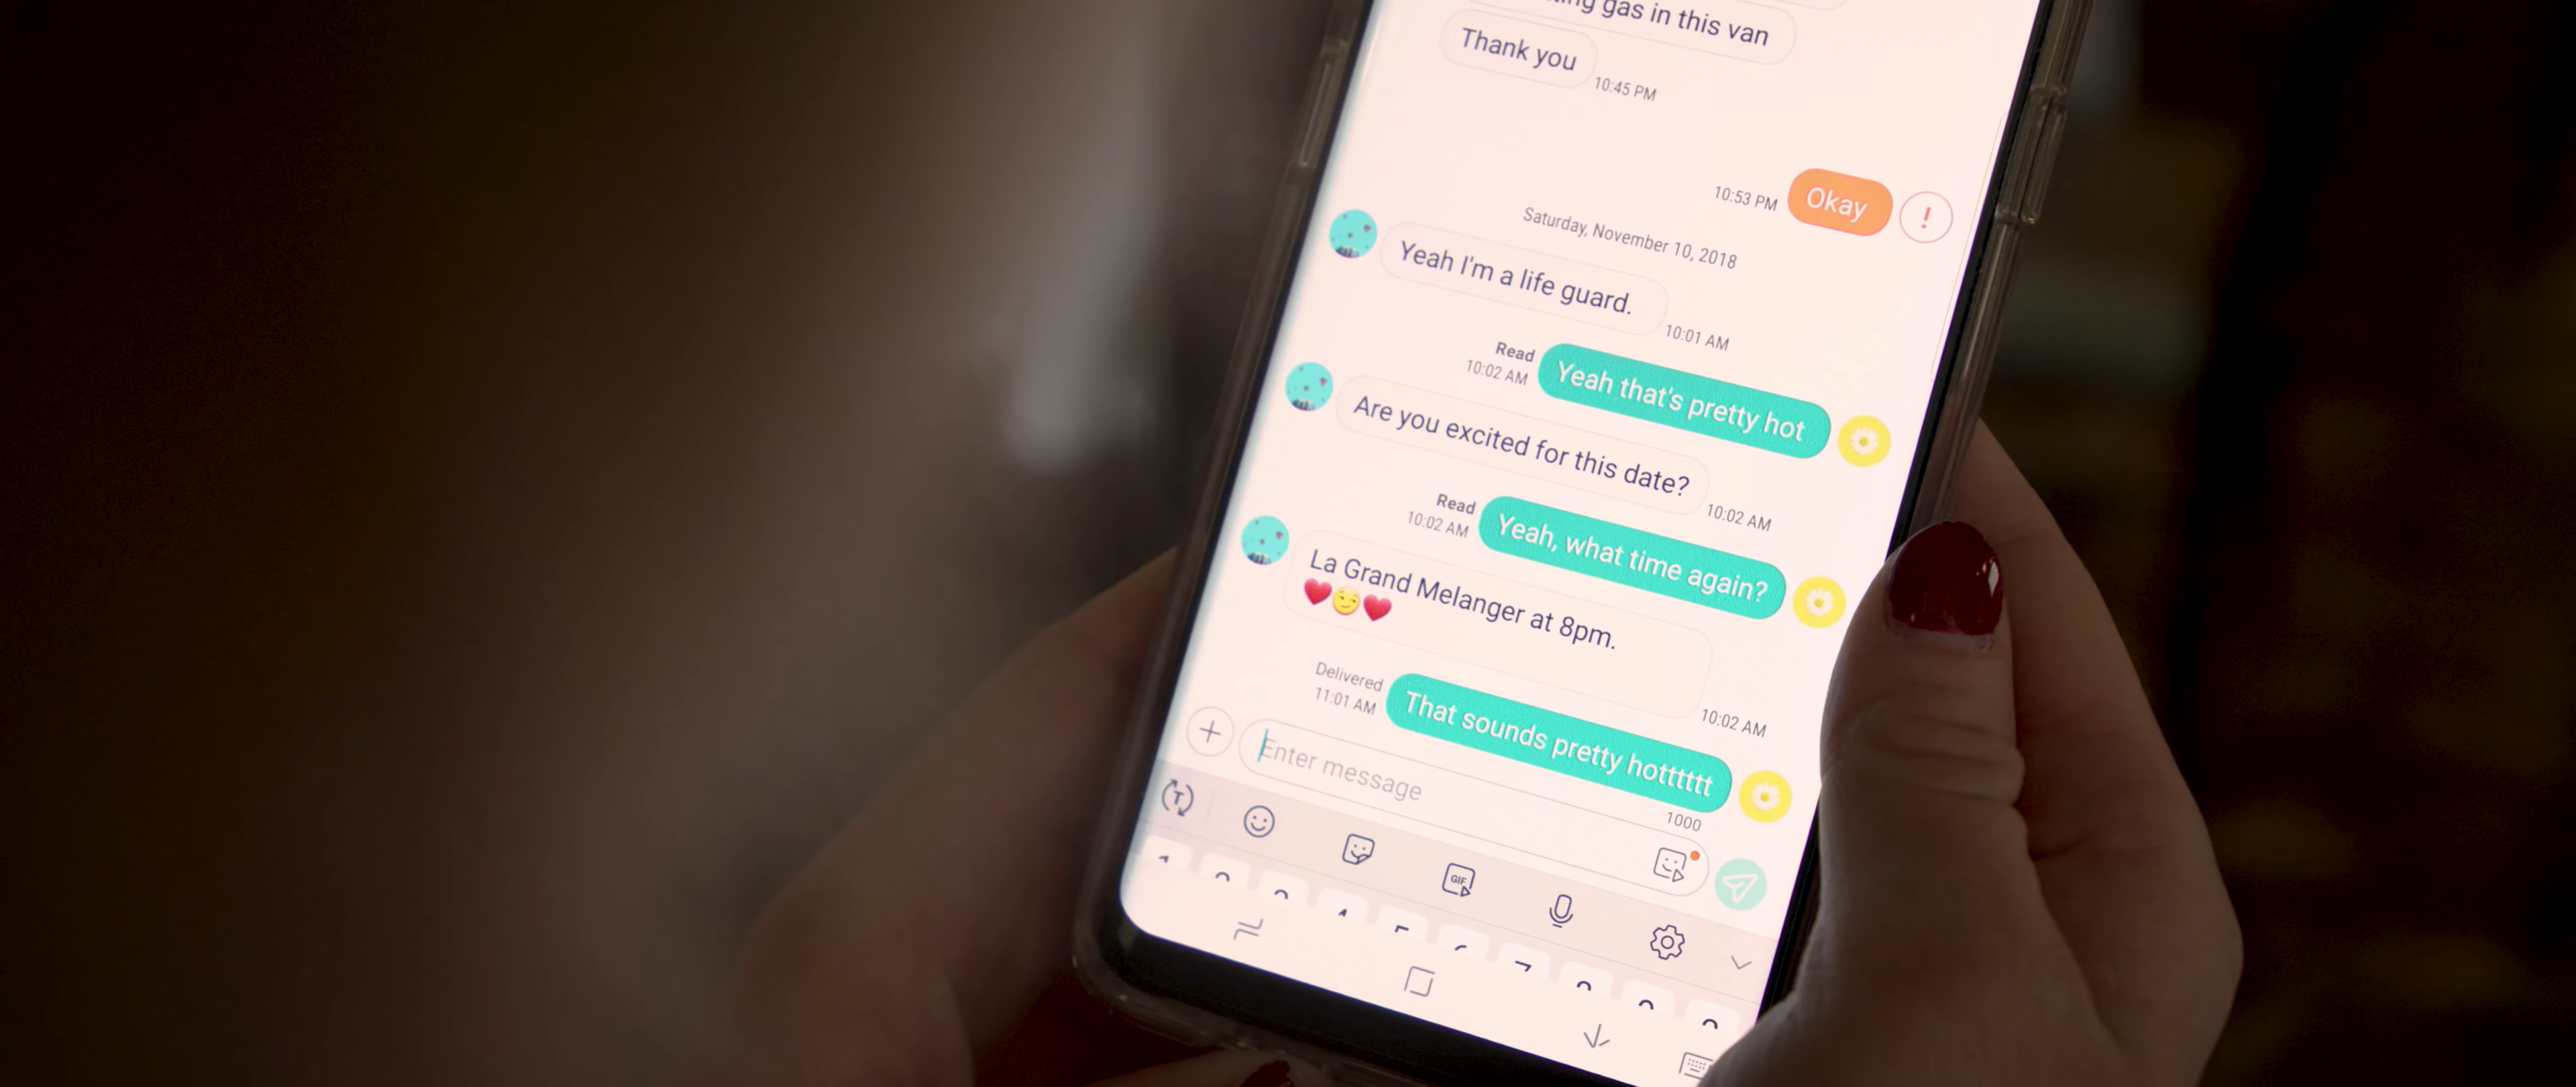 gas in this van
Thank you
10:45 PM
10:53 PM
Okay
!
Saturday, November 10, 2018
Yeah I'm a life guard.
10:01 AM
Read
10:02 AM
Yeah that's pretty hot
Are you excited for this date?
10:02 AM
Read
10:02 AM
Yeah, what time again?
La Grand Melanger at 8pm.
❤️😏❤️
10:02 AM
Delivered
11:01 AM
That sounds pretty hotttttt
Enter message
1000
T
GIF